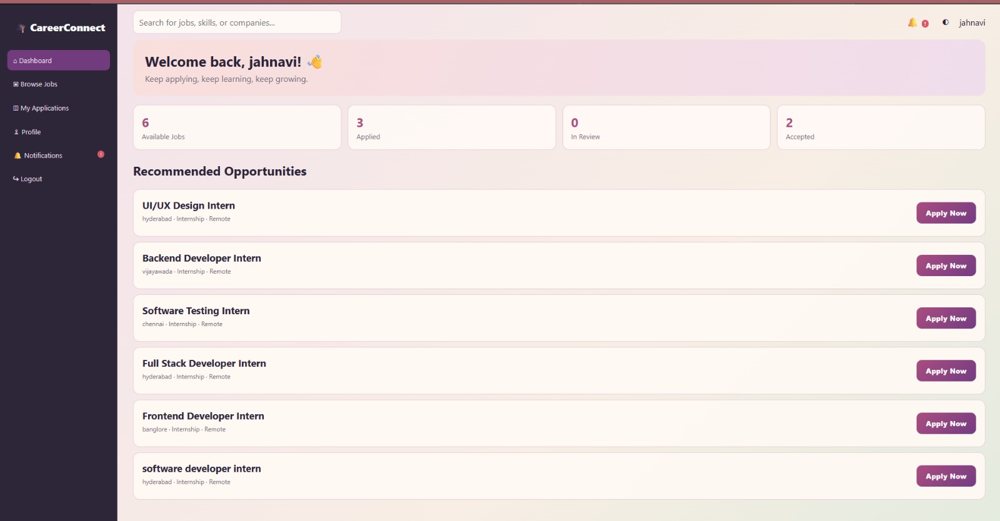 CareerConnect
Dashboard
Browse Jobs
My Applications
Profile
Notifications !
Logout
Search for jobs, skills, or companies...
! jahnavi
Welcome back, jahnavi! 👋
Keep applying, keep learning, keep growing.
6
Available Jobs
3
Applied
0
In Review
2
Accepted
Recommended Opportunities
UI/UX Design Intern
hyderabad · Internship · Remote
Apply Now
Backend Developer Intern
vijayawada · Internship · Remote
Apply Now
Software Testing Intern
chennai · Internship · Remote
Apply Now
Full Stack Developer Intern
hyderabad · Internship · Remote
Apply Now
Frontend Developer Intern
banglore · Internship · Remote
Apply Now
software developer intern
hyderabad · Internship · Remote
Apply Now